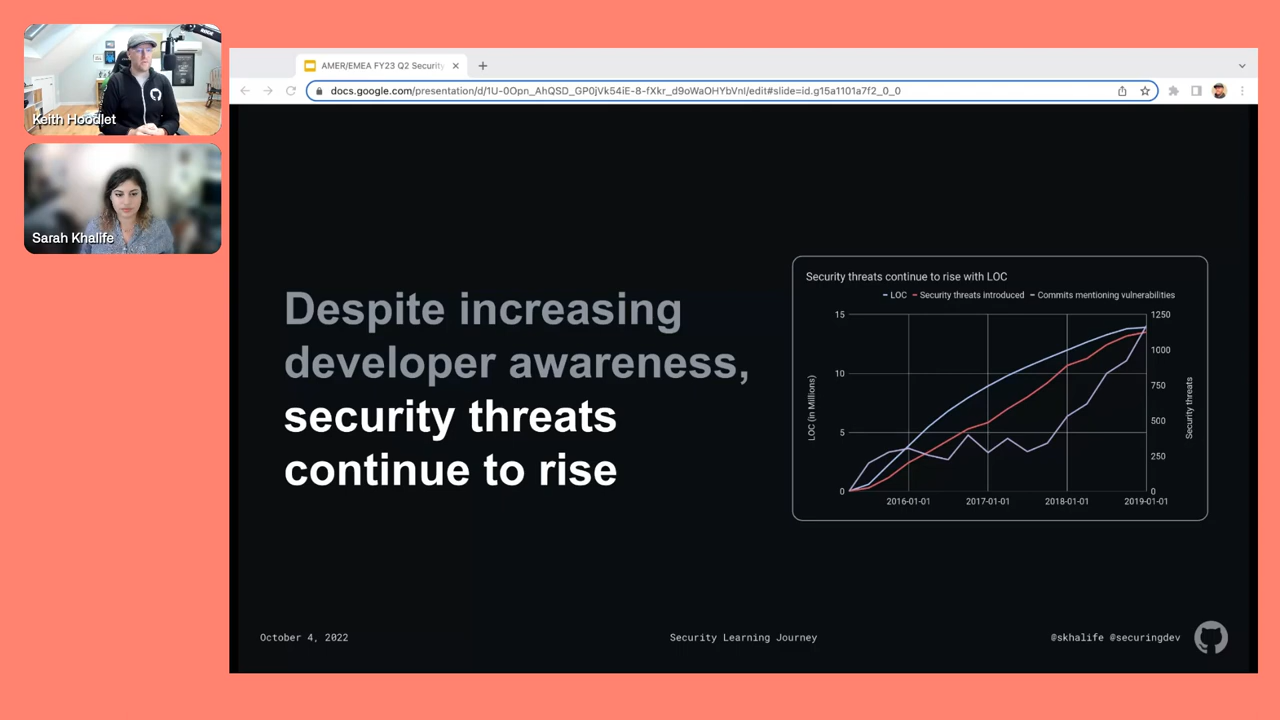 Keith Hoodlet
Sarah Khalife
AMER/EMEA FY23 Q2 Security
docs.google.com/presentation/d/1U-0Opn_AhQSD_GP0jVk54iE-8-fXkr_d9oWaOHYbVnI/edit#slide=id.g15a1101a7f2_0_0
Despite increasing
developer awareness,
security threats
continue to rise
Security threats continue to rise with LOC
LOC Security threats introduced Commits mentioning vulnerabilities
15 1250
1000
10
750
500
5
250
0 0
LOC (in Millions)
Security threats
2016-01-01 2017-01-01 2018-01-01 2019-01-01
October 4, 2022 Security Learning Journey @skhalife @securingdev